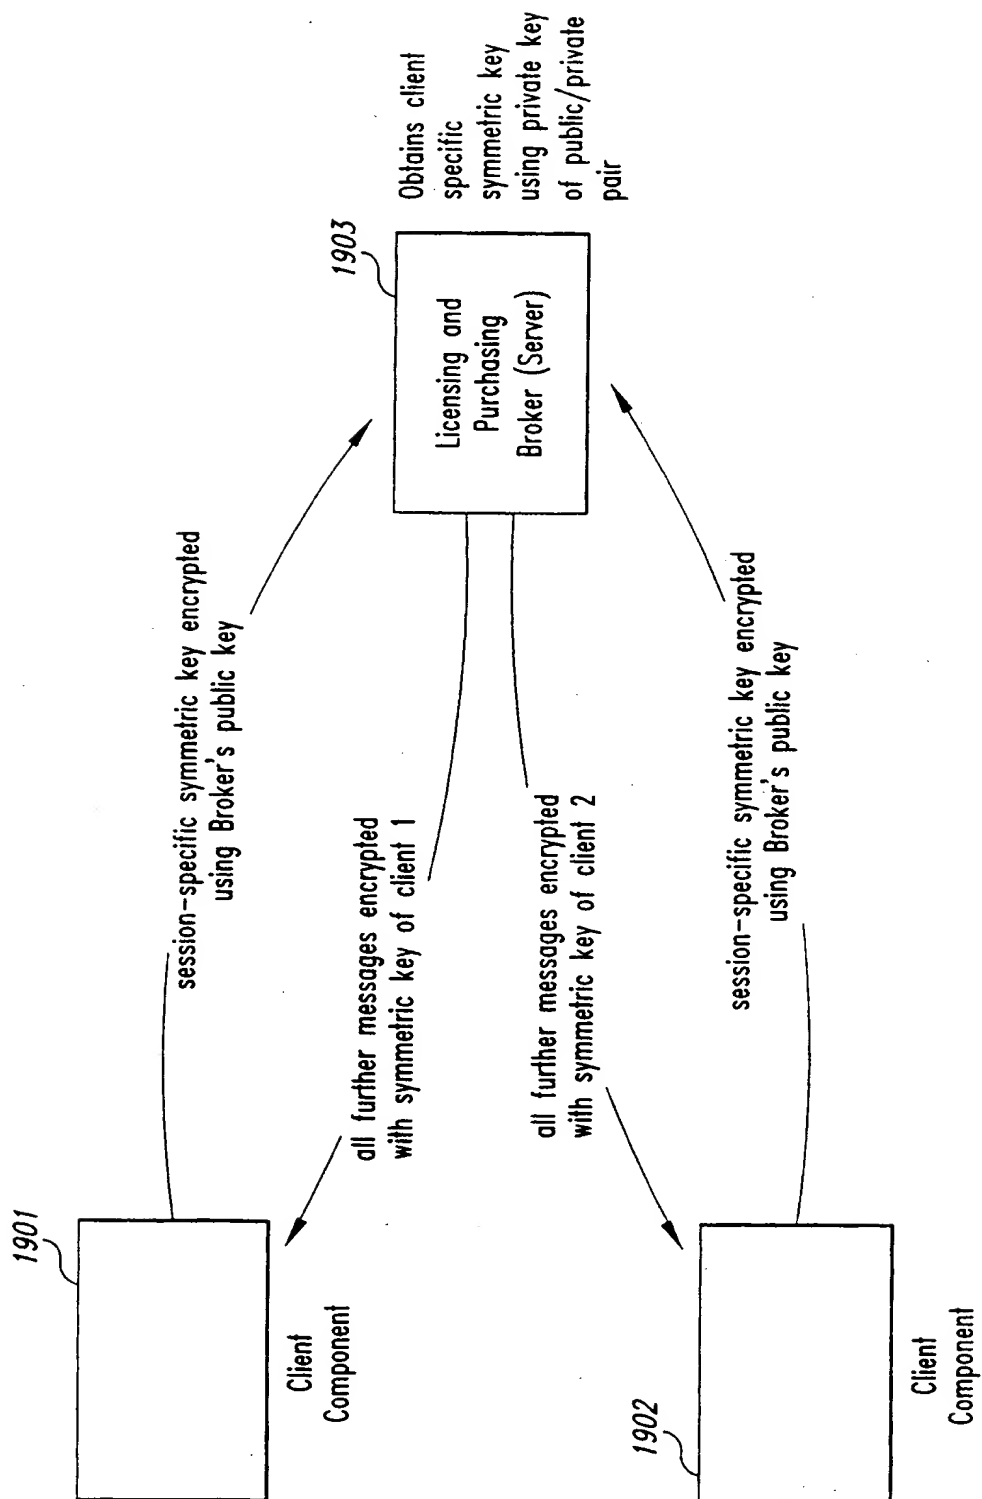 1901
Client
Component
session-specific symmetric key encrypted
using Broker's public key
all further messages encrypted
with symmetric key of client 1
1903
Licensing and
Purchasing
Broker (Server)
Obtains client
specific
symmetric key
using private key
of public/private
pair
all further messages encrypted
with symmetric key of client 2
1902
Client
Component
session-specific symmetric key encrypted
using Broker's public key